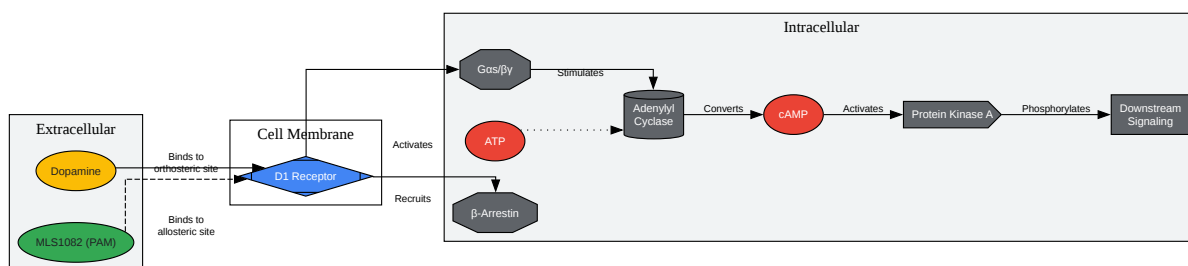 Extracellular
Dopamine
MLS1082 (PAM)
Binds to
orthosteric site
Binds to
allosteric site
Cell Membrane
D1 Receptor
Activates
Recruits
Intracellular
Gαs/βγ
Stimulates
ATP
β-Arrestin
Adenylyl
Cyclase
Converts
cAMP
Activates
Protein Kinase A
Phosphorylates
Downstream
Signaling